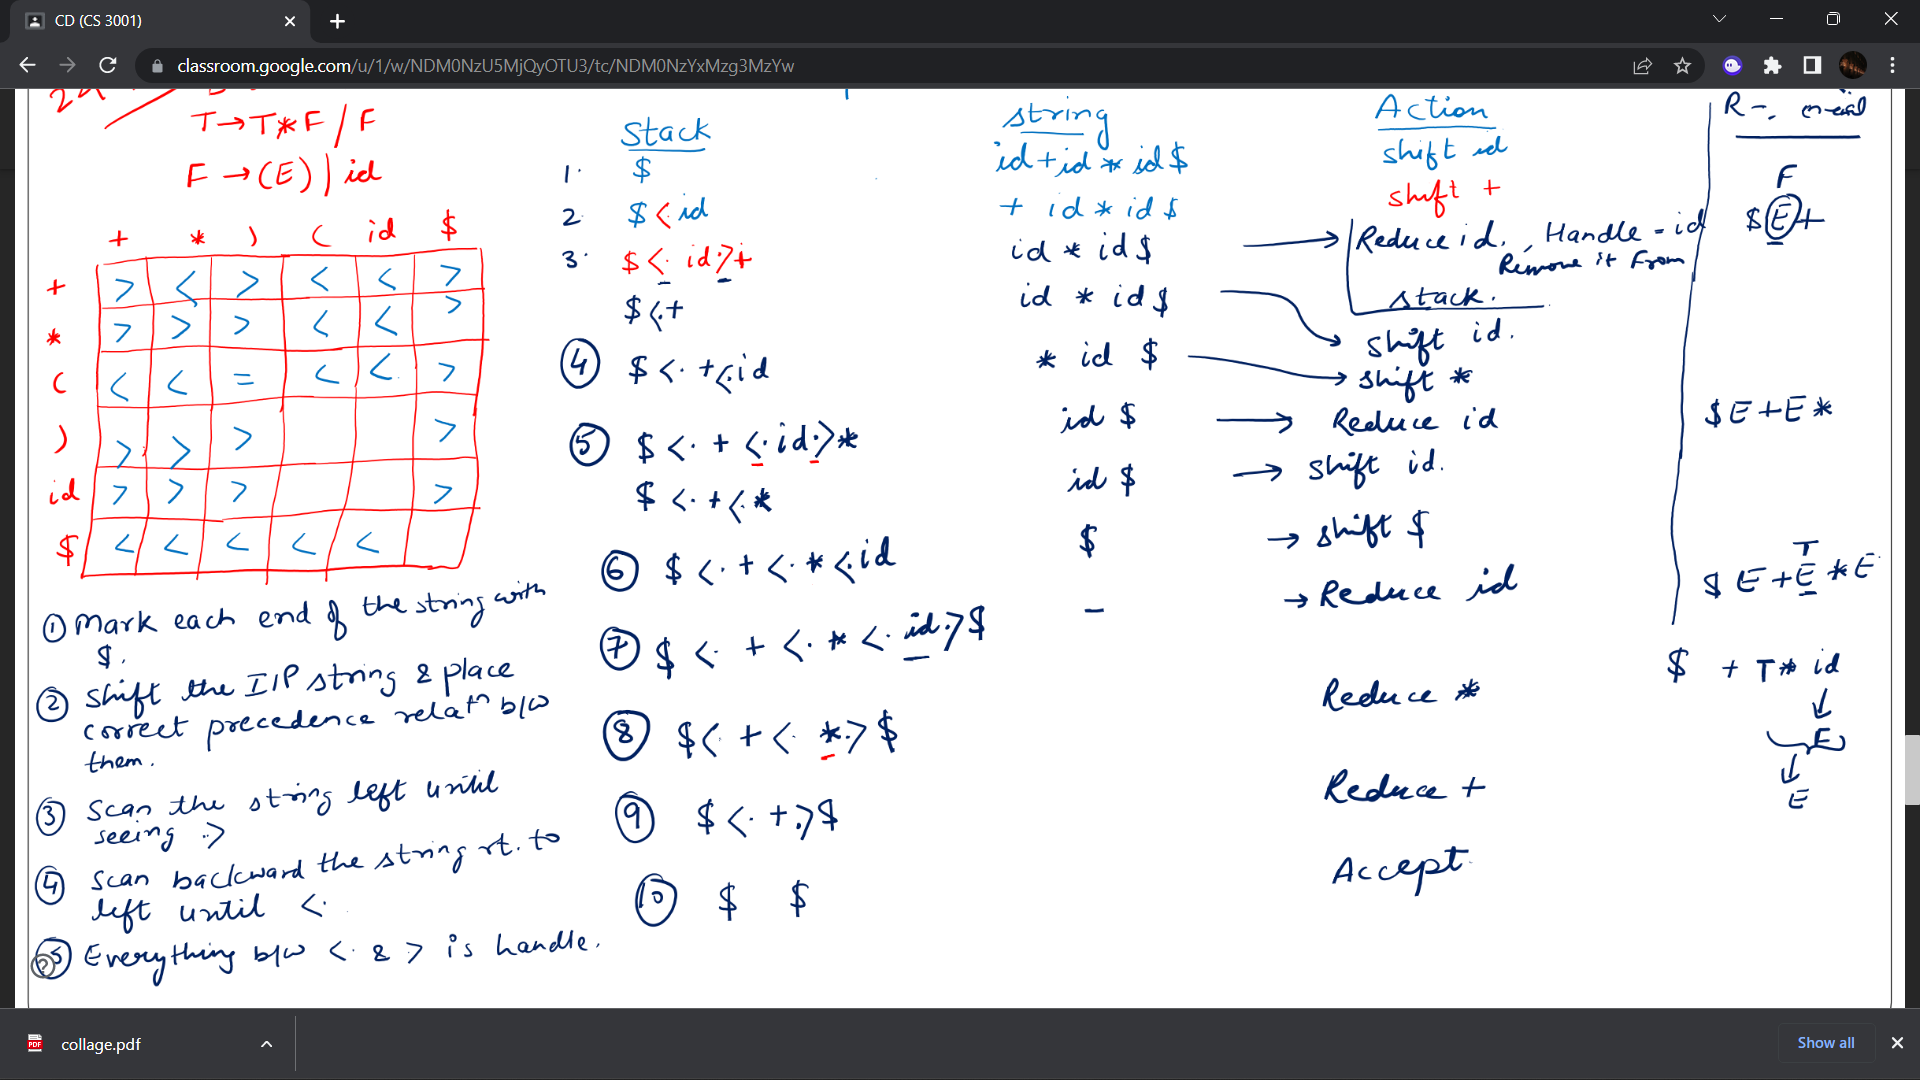 CD (CS 3001)
classroom.google.com/u/1/w/NDM0NzU5MjQyOTU3/tc/NDM0NzYxMzg3MzYw
T→T*F / F
F →(E) | id
+ * ) ( id $
+ > < > < < >
* > > > < < >
( < < = < < >
) > > > >
id > > > >
$ < < < < <
① Mark each end of the string with
$.
② Shift the I/P string & place
correct precedence relatⁿ b/w
them.
③ Scan the string left until
seeing ·>
④ Scan backward the string rt. to
left until <·
⑤ Everything b/w <· & > is handle.
Stack string Action
1. $ id+id * id $ shift id
2 $ <· id + id * id $ shift +
3. $ <· id ·> + id * id $ → Reduce id. , Handle = id
Remove it From
stack.
$ <· + id * id $ → shift id.
④ $ <· + <· id * id $ → shift *
⑤ $ <· + <· id ·> * id $ → Reduce id
$ <· + <· * id $ → shift id.
⑥ $ <· + <· * <· id $ → shift $
⑦ $ <· + <· * <· id ·> $ – → Reduce id
⑧ $ <· + <· * ·> $ Reduce *
⑨ $ <· + ·> $ Reduce +
⑩ $ $ Accept.
F
$ E +
$ E + E *
T
$ E + E * E
$ + T * id
↓
F
↓
E
collage.pdf
Show all